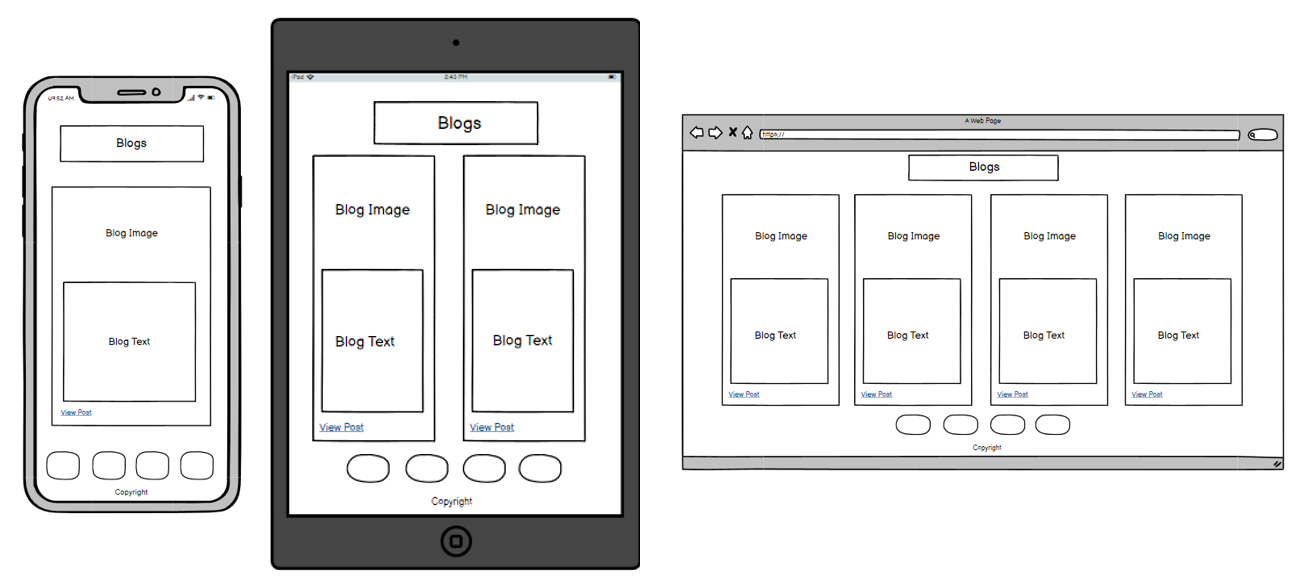 09:52 AM
Blogs
Blog Image
Blog Text
View Post
Copyright
iPad
2:43 PM
Blogs
Blog Image Blog Image
Blog Text Blog Text
View Post View Post
Copyright
A Web Page
https://
Blogs
Blog Image Blog Image Blog Image Blog Image
Blog Text Blog Text Blog Text Blog Text
View Post View Post View Post View Post
Copyright